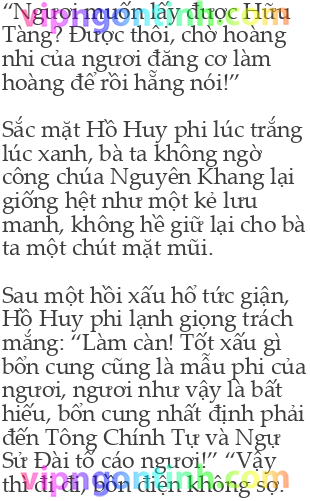 “Ngươi muốn lấy được Hữu
Tàng? Được thôi, chờ hoàng
nhi của ngươi đăng cơ làm
hoàng đế rồi hẵng nói!”
Sắc mặt Hồ Huy phi lúc trắng
lúc xanh, bà ta không ngờ
công chúa Nguyên Khang lại
giống hệt như một kẻ lưu
manh, không hề giữ lại cho bà
ta một chút mặt mũi.
Sau một hồi xấu hổ tức giận,
Hồ Huy phi lạnh giọng trách
mắng: “Làm càn! Tốt xấu gì
bổn cung cũng là mẫu phi của
ngươi, ngươi như vậy là bất
hiếu, bổn cung nhất định phải
đến Tông Chính Tự và Ngự
Sử Đài tố cáo ngươi!” “Vậy
thì đi đi, bổn điện không sợ.
vipngontinh.com
vipngontinh.com
vipngontinh.com